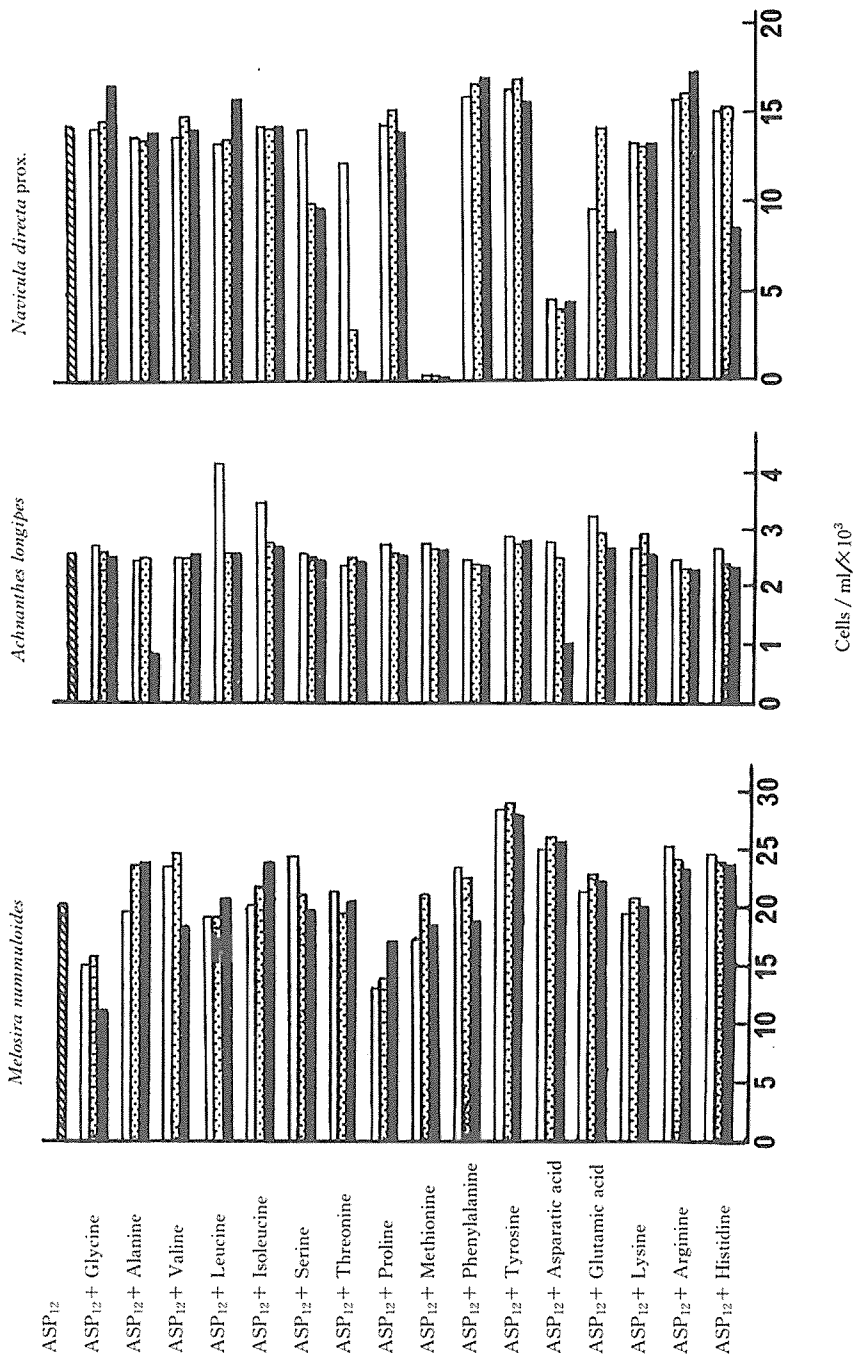 Melosira nummuloides
Achnanthes longipes
Navicula directa prox.
ASP12
ASP12 + Glycine
ASP12 + Alanine
ASP12 + Valine
ASP12 + Leucine
ASP12 + Isoleucine
ASP12 + Serine
ASP12 + Threonine
ASP12 + Proline
ASP12 + Methionine
ASP12 + Phenylalanine
ASP12 + Tyrosine
ASP12 + Asparatic acid
ASP12 + Glutamic acid
ASP12 + Lysine
ASP12 + Arginine
ASP12 + Histidine
0 5 10 15 20 25 30
0 1 2 3 4
0 5 10 15 20
Cells / ml/×10³